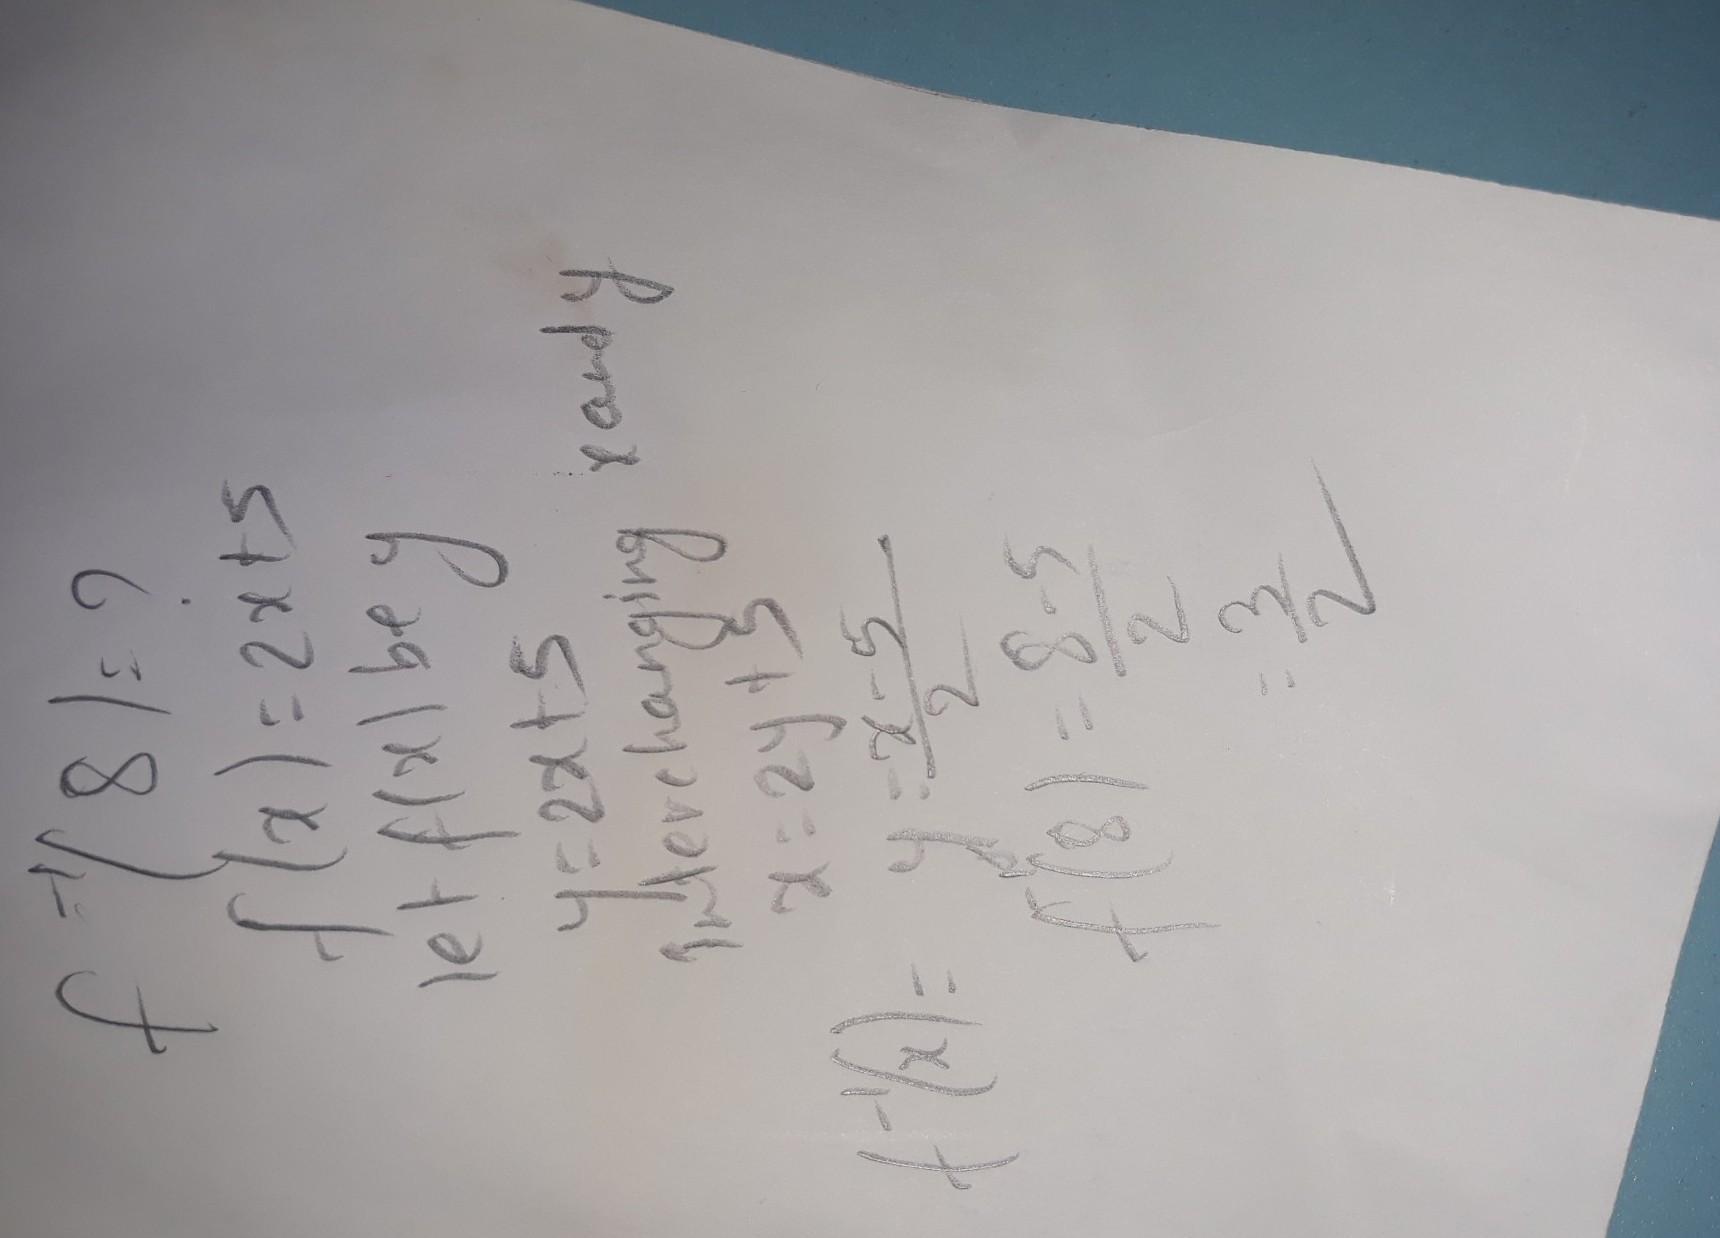 f⁻¹(8) = ?
f(x) = 2x+5
let f(x) be y
y = 2x+5
Interchanging x and y
x = 2y + 5
f⁻¹(x) = y = x-5/2
f⁻¹(8) = 8-5/2
= 3/2